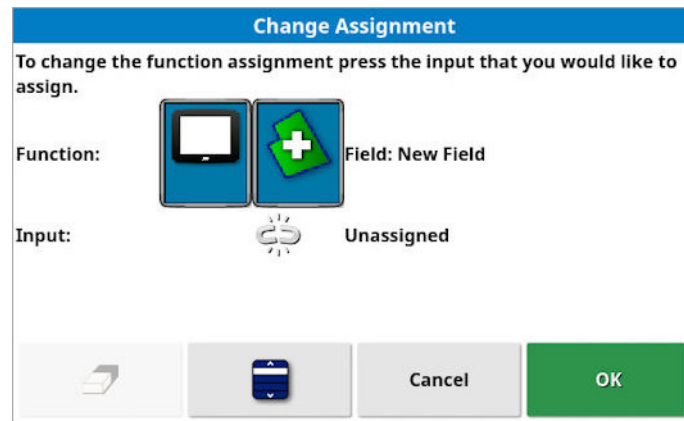 Change Assignment
To change the function assignment press the input that you would like to
assign.
Function:
Field: New Field
Input:
Unassigned
Cancel
OK